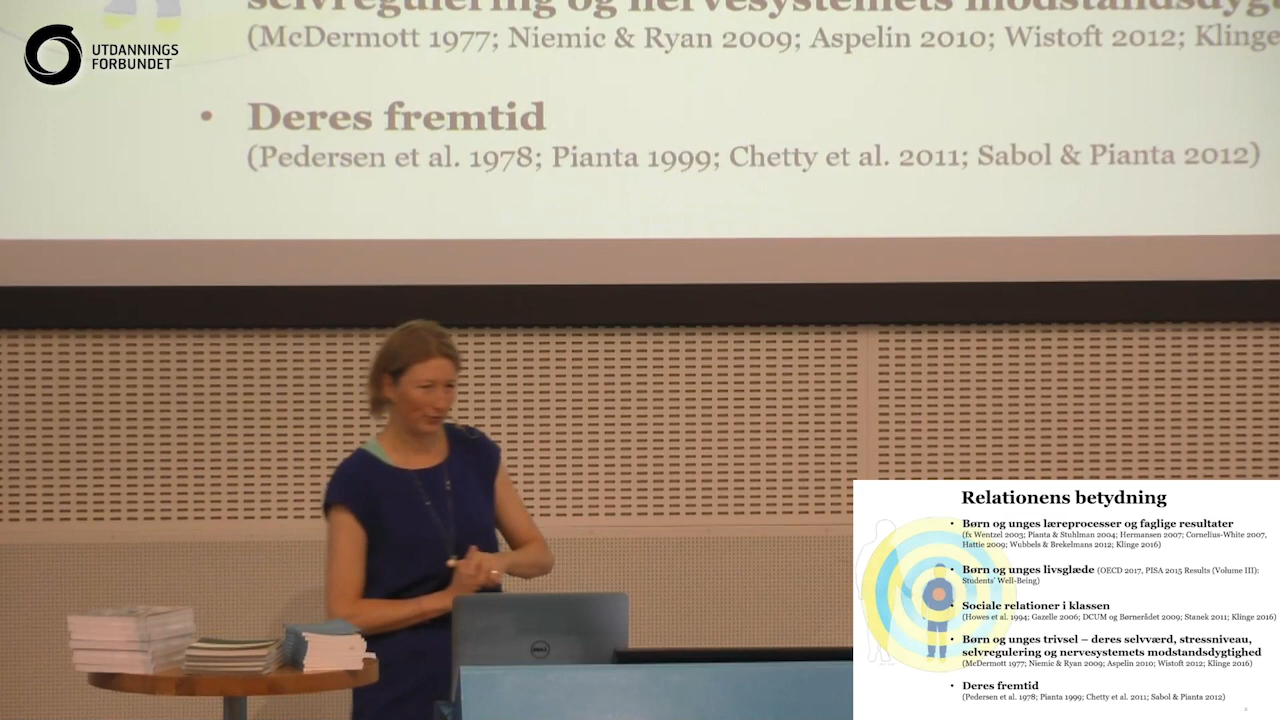 selvregulering og nervesystemets
(McDermott 1977; Niemic & Ryan 2009; Aspelin 2010; Wistoft 2012; Klinge
UTDANNINGS
FORBUNDET
• Deres fremtid
(Pedersen et al. 1978; Pianta 1999; Chetty et al. 2011; Sabol & Pianta 2012)
DELL
Relationens betydning
• Børn og unges læreprocesser og faglige resultater
(fx Wentzel 2003; Pianta & Stuhlman 2004; Hermansen 2007; Cornelius-White 2007,
Hattie 2009; Wubbels & Brekelmans 2012; Klinge 2016)
• Børn og unges livsglæde (OECD 2017, PISA 2015 Results (Volume III):
Students' Well-Being)
• Sociale relationer i klassen
(Howes et al. 1994; Gazelle 2006; DCUM og Børnerådet 2009; Stanek 2011; Klinge 2016)
• Børn og unges trivsel – deres selvværd, stressniveau,
selvregulering og nervesystemets modstandsdygtighed
(McDermott 1977; Niemic & Ryan 2009; Aspelin 2010; Wistoft 2012; Klinge 2016)
• Deres fremtid
(Pedersen et al. 1978; Pianta 1999; Chetty et al. 2011; Sabol & Pianta 2012)